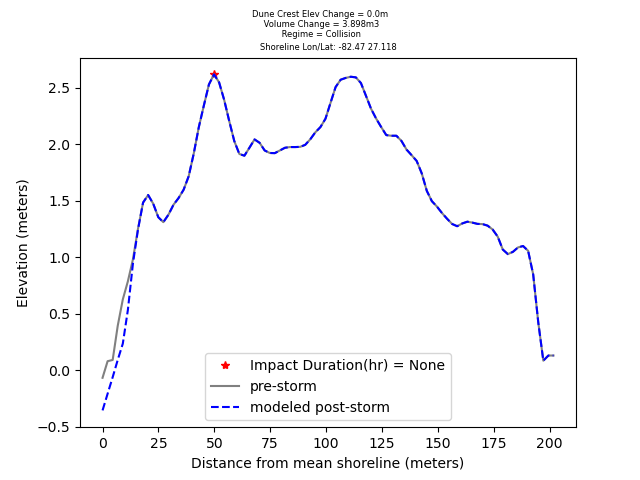 Dune Crest Elev Change = 0.0m
Volume Change = 3.898m3
Regime = Collision
Shoreline Lon/Lat: -82.47 27.118
2.5
2.0
1.5
1.0
0.5
0.0
−0.5
Elevation (meters)
Impact Duration(hr) = None
pre-storm
modeled post-storm
0 25 50 75 100 125 150 175 200
Distance from mean shoreline (meters)